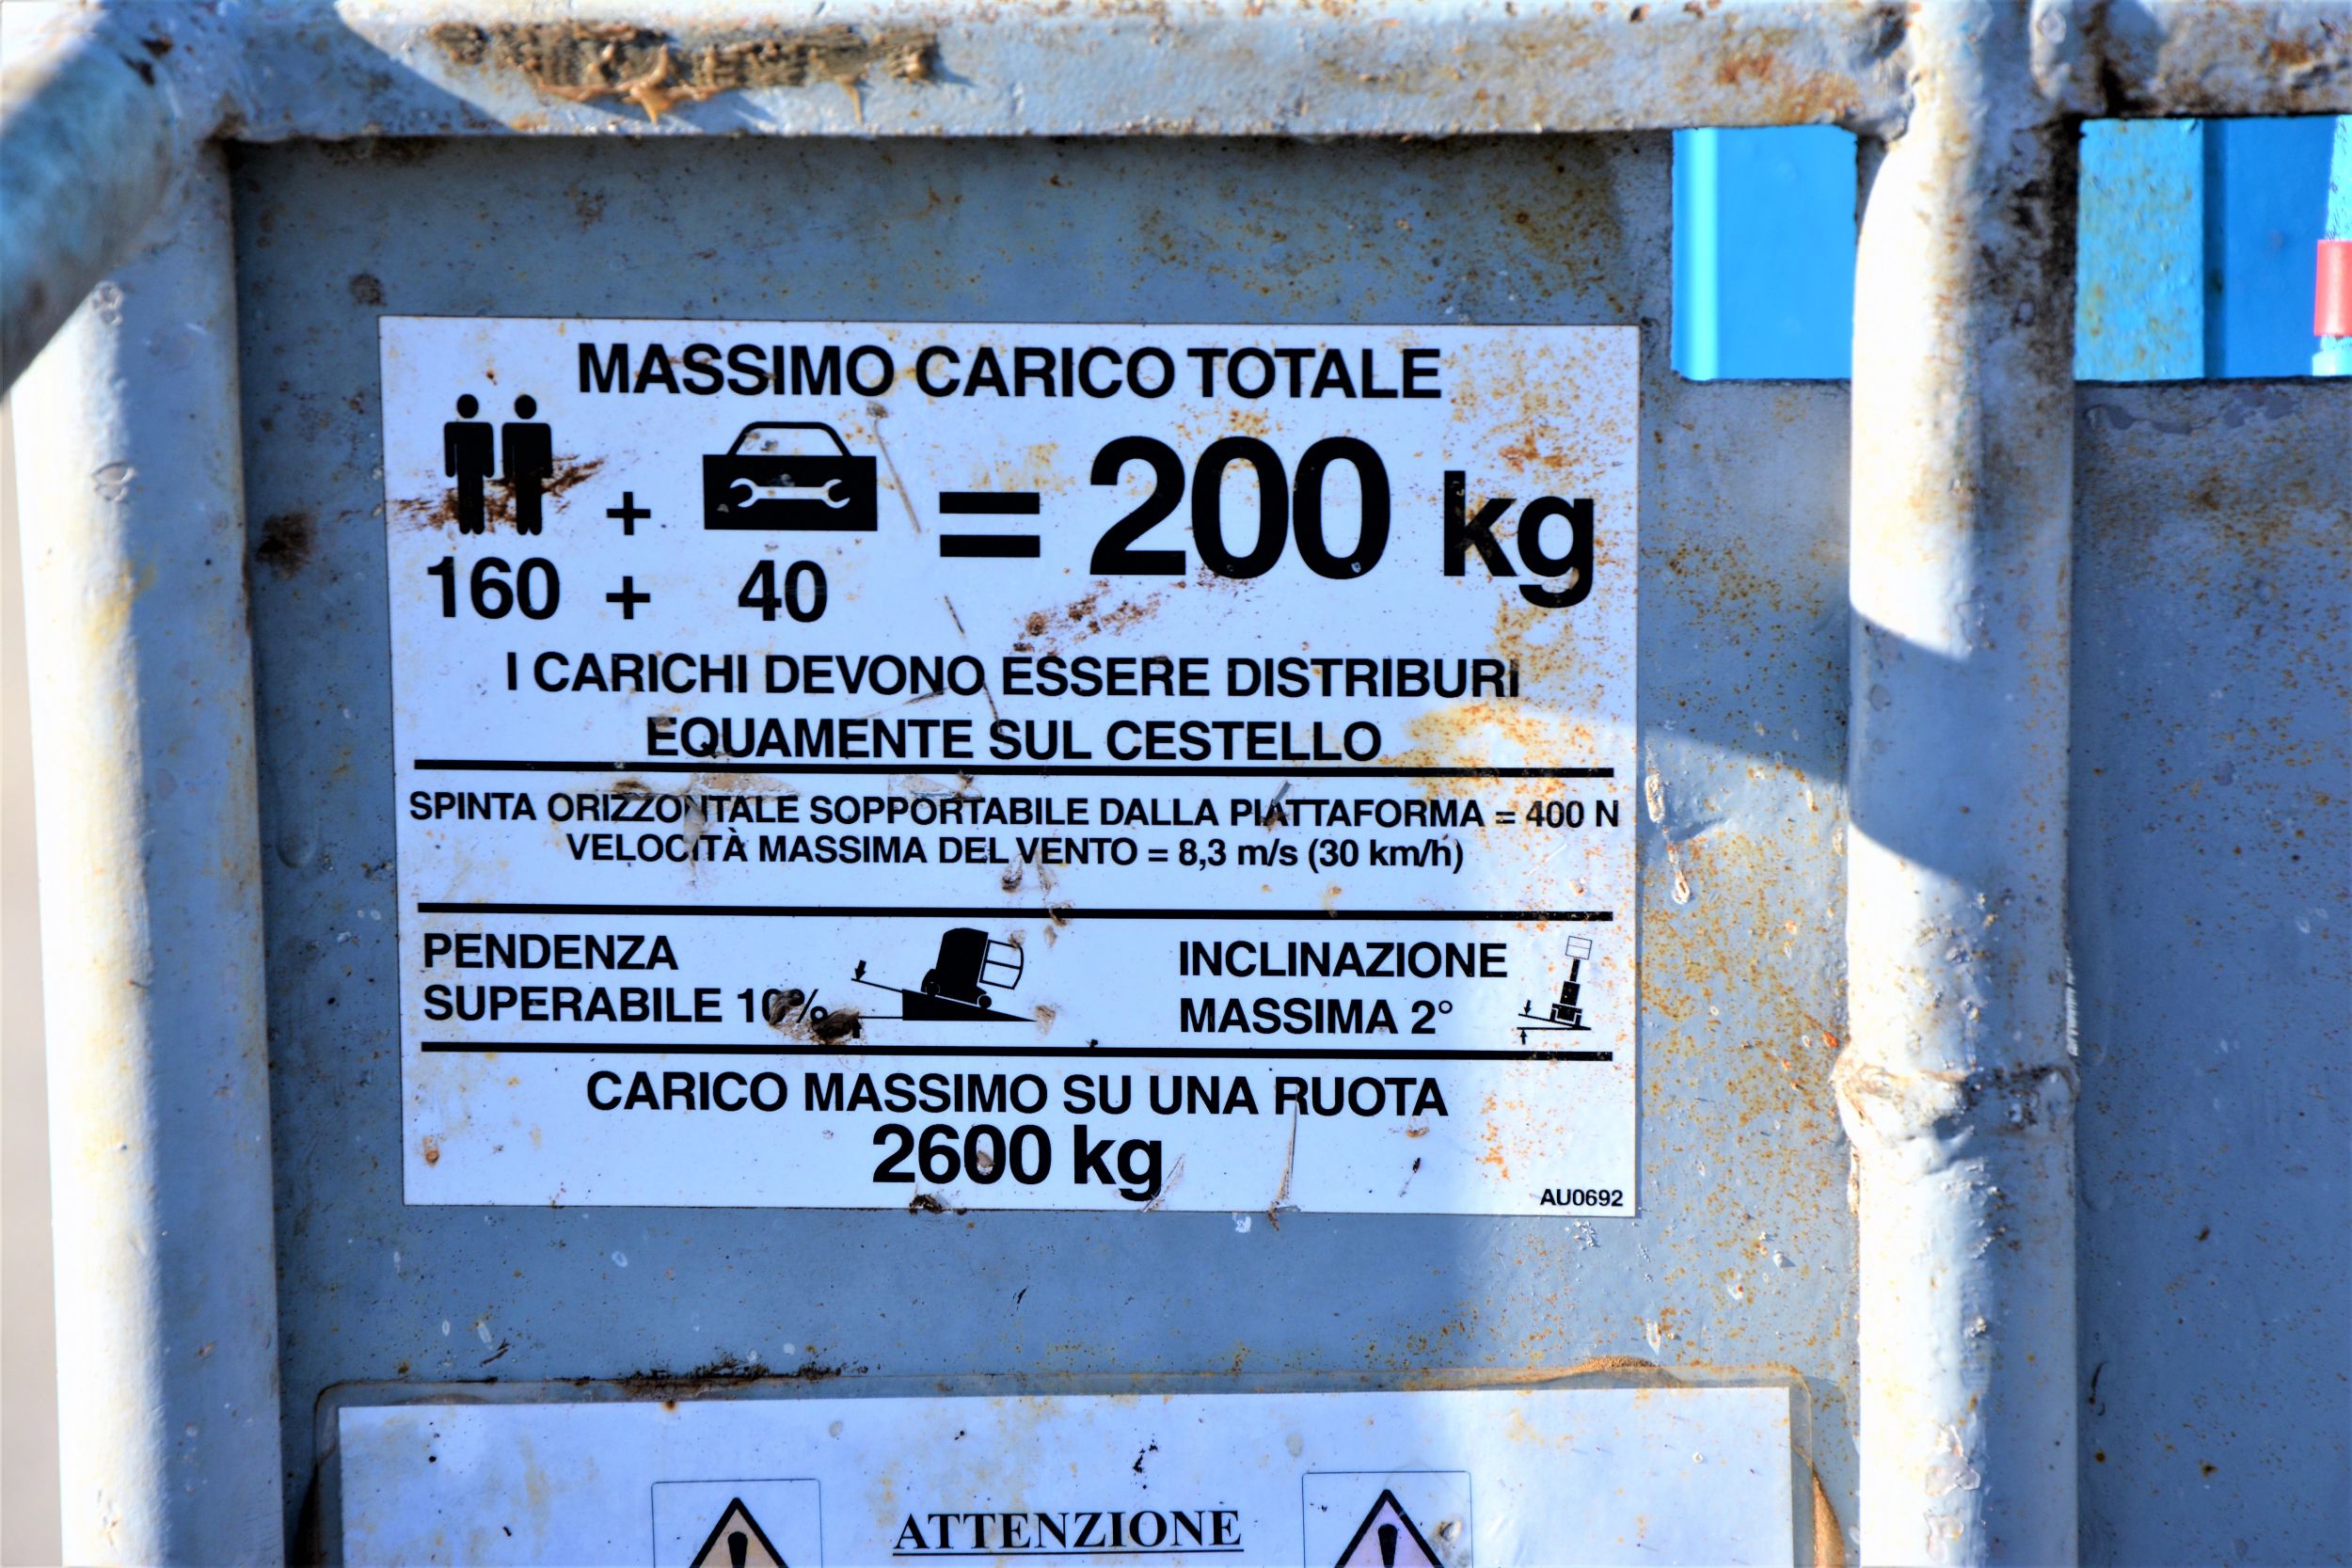 MASSIMO CARICO TOTALE
160 + + 40 = 200 kg
I CARICHI DEVONO ESSERE DISTRIBURI
EQUAMENTE SUL CESTELLO
SPINTA ORIZZONTALE SOPPORTABILE DALLA PIATTAFORMA = 400 N
VELOCITÀ MASSIMA DEL VENTO = 8,3 m/s (30 km/h)
PENDENZA
SUPERABILE 10%
INCLINAZIONE
MASSIMA 2°
CARICO MASSIMO SU UNA RUOTA
2600 kg
AU0692
ATTENZIONE